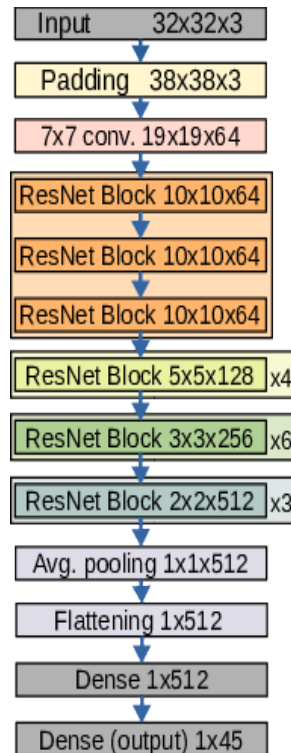 Input 32x32x3
Padding 38x38x3
7x7 conv. 19x19x64
ResNet Block 10x10x64
ResNet Block 10x10x64
ResNet Block 10x10x64
ResNet Block 5x5x128 x4
ResNet Block 3x3x256 x6
ResNet Block 2x2x512 x3
Avg. pooling 1x1x512
Flattening 1x512
Dense 1x512
Dense (output) 1x45